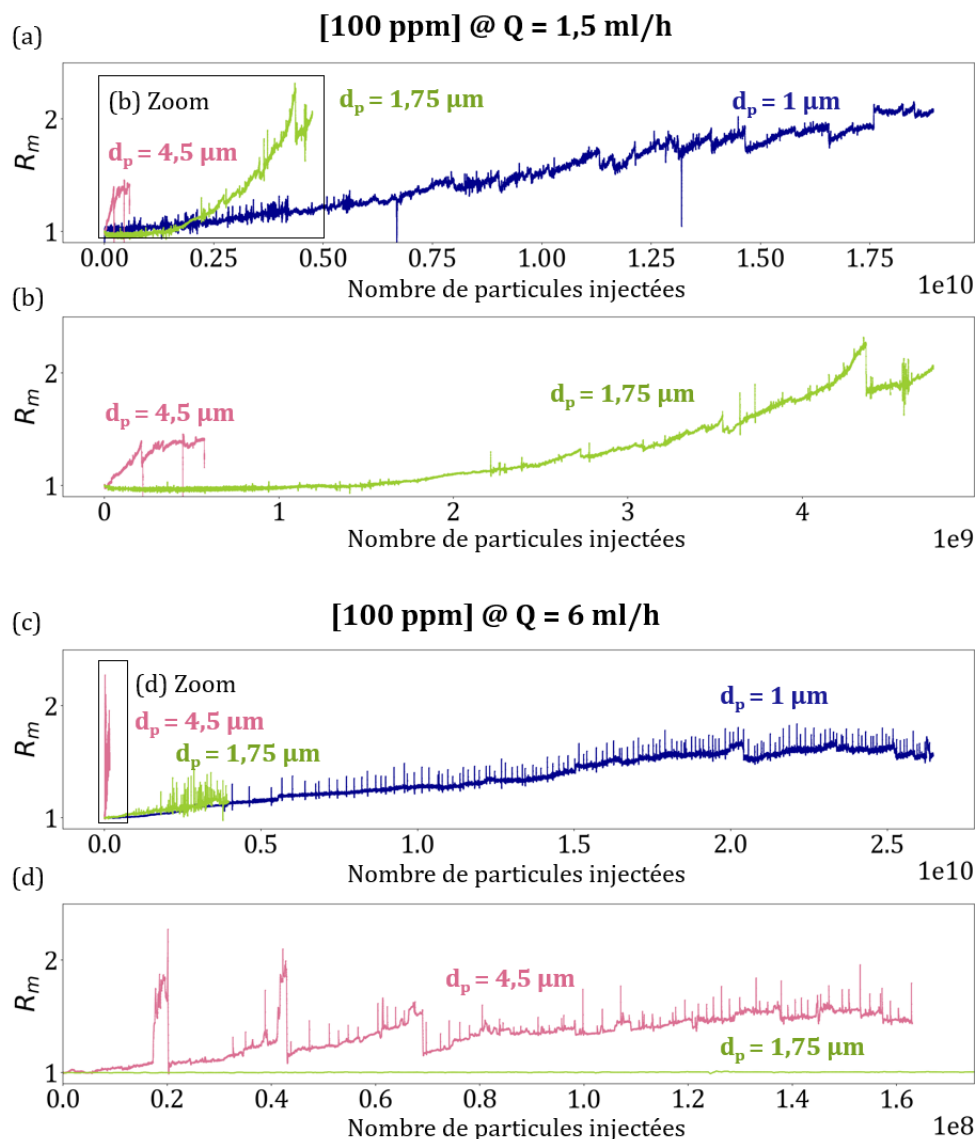 (a)
[100 ppm] @ Q = 1,5 ml/h
(b) Zoom
dₚ = 1,75 µm
dₚ = 1 µm
dₚ = 4,5 µm
Rₘ
2
1
0.00 0.25 0.50 0.75 1.00 1.25 1.50 1.75
1e10
Nombre de particules injectées
(b)
Rₘ
2
1
dₚ = 4,5 µm
dₚ = 1,75 µm
0 1 2 3 4
1e9
Nombre de particules injectées
(c)
[100 ppm] @ Q = 6 ml/h
(d) Zoom
dₚ = 4,5 µm
dₚ = 1,75 µm
dₚ = 1 µm
Rₘ
2
1
0.0 0.5 1.0 1.5 2.0 2.5
1e10
Nombre de particules injectées
(d)
Rₘ
2
1
dₚ = 4,5 µm
dₚ = 1,75 µm
0.0 0.2 0.4 0.6 0.8 1.0 1.2 1.4 1.6
1e8
Nombre de particules injectées